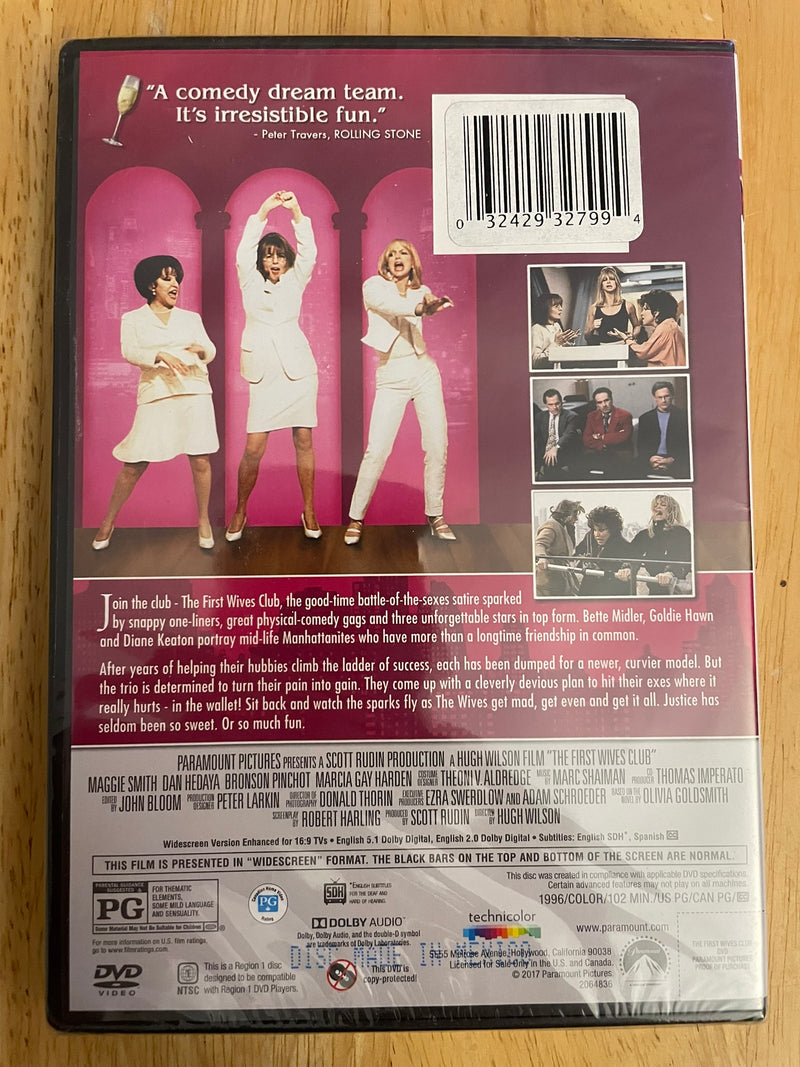 "A comedy dream team.
It's irresistible fun."
- Peter Travers, ROLLING STONE
0 32429 32799 4
Join the club - The First Wives Club, the good-time battle-of-the-sexes satire sparked
by snappy one-liners, great physical-comedy gags and three unforgettable stars in top form. Bette Midler, Goldie Hawn
and Diane Keaton portray mid-life Manhattanites who have more than a longtime friendship in common.
After years of helping their hubbies climb the ladder of success, each has been dumped for a newer, curvier model. But
the trio is determined to turn their pain into gain. They come up with a cleverly devious plan to hit their exes where it
really hurts - in the wallet! Sit back and watch the sparks fly as The Wives get mad, get even and get it all. Justice has
seldom been so sweet. Or so much fun.
PARAMOUNT PICTURES PRESENTS A SCOTT RUDIN PRODUCTION A HUGH WILSON FILM "THE FIRST WIVES CLUB"
MAGGIE SMITH DAN HEDAYA BRONSON PINCHOT MARCIA GAY HARDEN COSTUME DESIGNER THEONI V. ALDREDGE MUSIC BY MARC SHAIMAN CO PRODUCER THOMAS IMPERATO
EDITED BY JOHN BLOOM PRODUCTION DESIGNER PETER LARKIN DIRECTOR OF PHOTOGRAPHY DONALD THORIN EXECUTIVE PRODUCERS EZRA SWERDLOW AND ADAM SCHROEDER BASED ON THE NOVEL BY OLIVIA GOLDSMITH
SCREENPLAY BY ROBERT HARLING PRODUCED BY SCOTT RUDIN DIRECTED BY HUGH WILSON
Widescreen Version Enhanced for 16:9 TVs • English 5.1 Dolby Digital, English 2.0 Dolby Digital • Subtitles: English SDH*, Spanish CC
THIS FILM IS PRESENTED IN "WIDESCREEN" FORMAT. THE BLACK BARS ON THE TOP AND BOTTOM OF THE SCREEN ARE NORMAL.
This disc was created in compliance with applicable DVD specifications.
Certain advanced features may not play on all machines.
1996/COLOR/102 MIN./US PG/CAN PG/CC
PARENTAL GUIDANCE SUGGESTED
PG
FOR THEMATIC
ELEMENTS,
SOME MILD LANGUAGE
AND SENSUALITY.
Some Material May Not Be Suitable for Children
For more information on U.S. film ratings,
go to www.filmratings.com.
Canadian Home Video
PG
Ratings
SDH
*ENGLISH SUBTITLES
FOR THE DEAF AND
HARD OF HEARING.
DOLBY AUDIO™
Dolby, Dolby Audio, and the double-D symbol
are trademarks of Dolby Laboratories.
technicolor
www.paramount.com
DISC MADE IN MEXICO
5555 Melrose Avenue, Hollywood, California 90038
Licensed for Sale Only in the U.S. and Canada.
© 2017 Paramount Pictures
2064836
Paramount
THE FIRST WIVES CLUB
DVD
PARAMOUNT PICTURES
PROOF OF PURCHASE
DVD
VIDEO
NTSC
This is a Region 1 disc
designed to be compatible
with Region 1 DVD Players.
This DVD is
copy-protected!